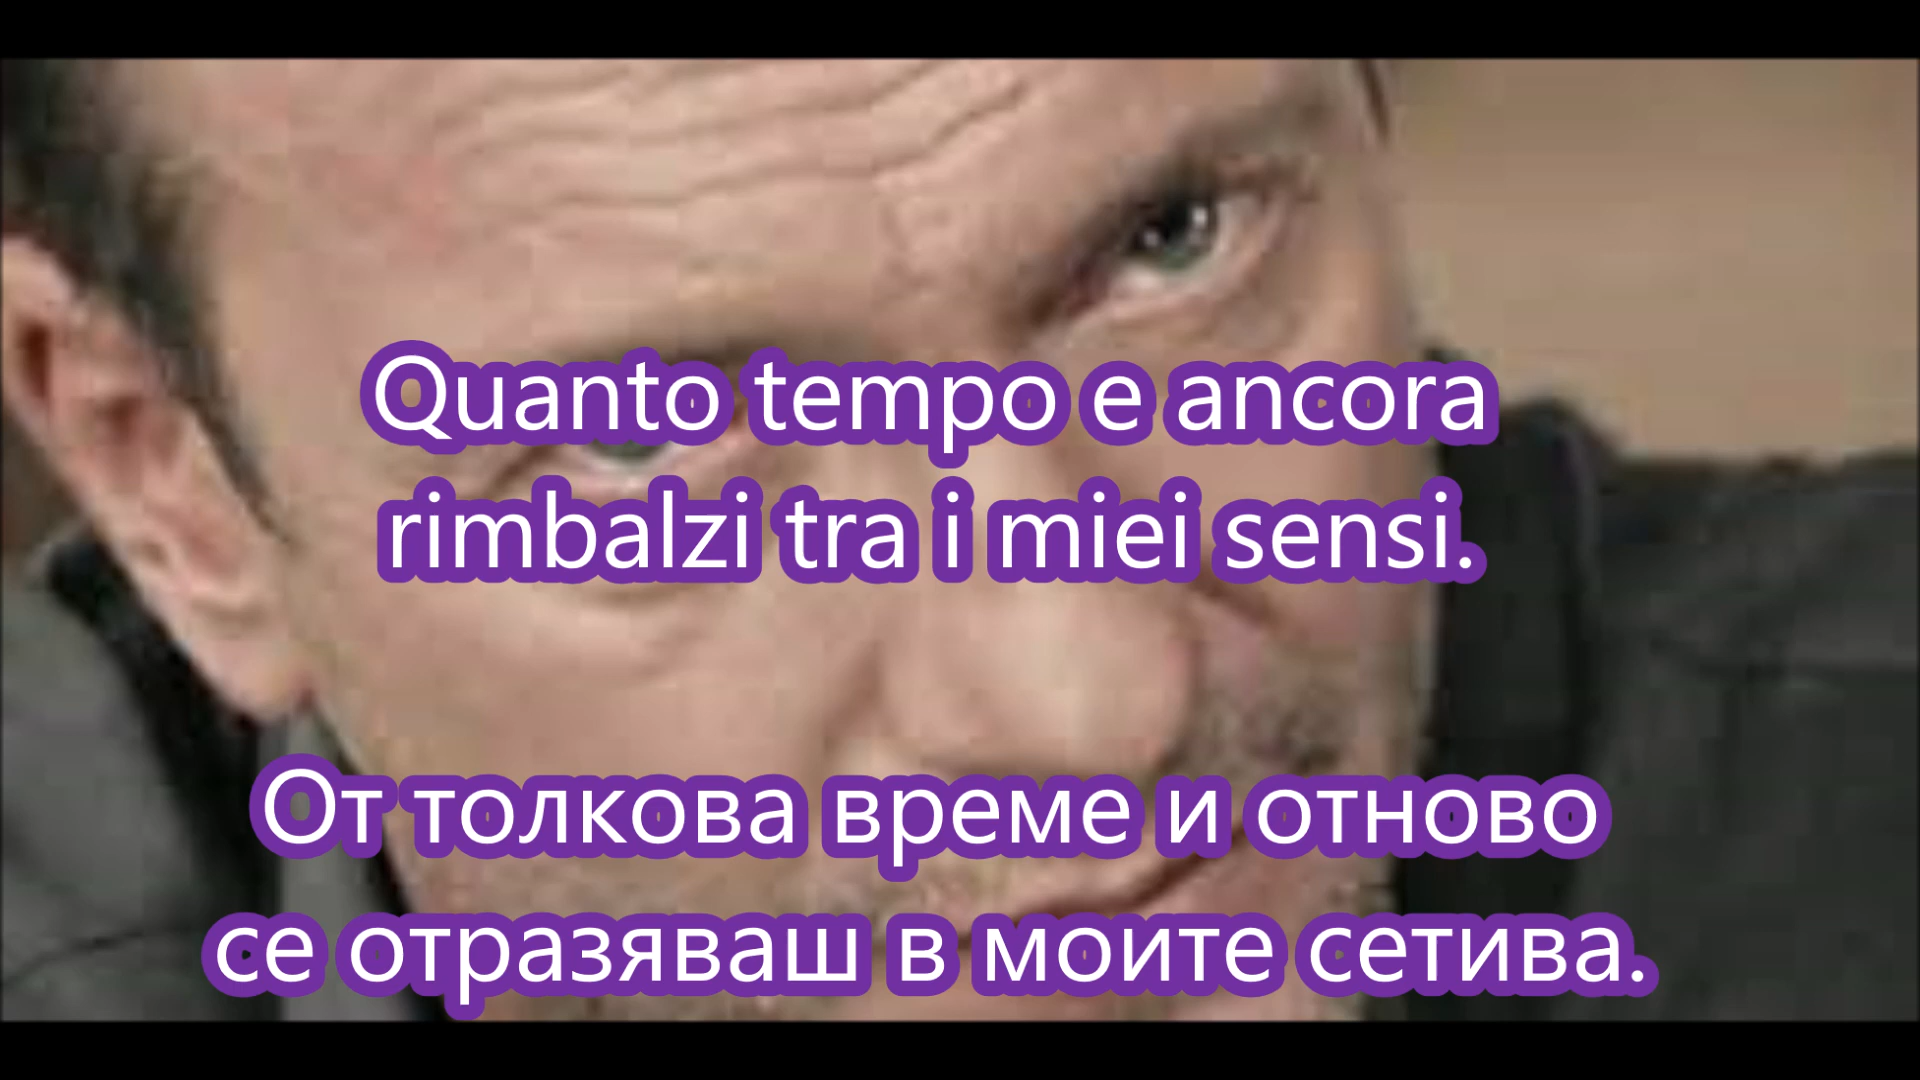 Quanto tempo e ancora
rimbalzi tra i miei sensi.
От толкова време и отново
се отразяваш в моите сетива.